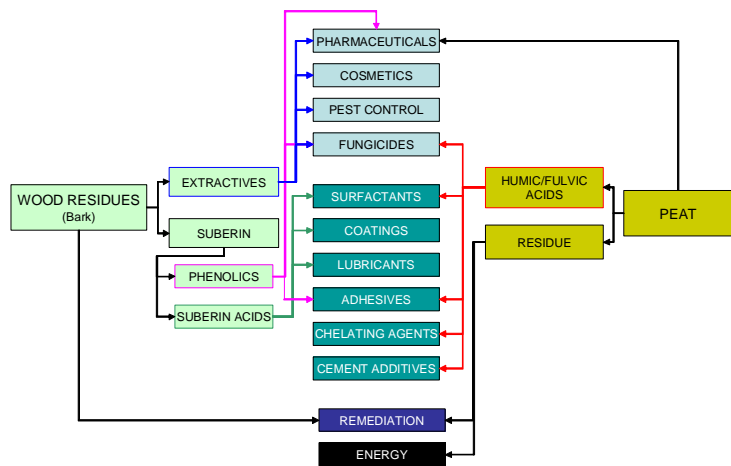 PHARMACEUTICALS
COSMETICS
PEST CONTROL
FUNGICIDES
EXTRACTIVES
HUMIC/FULVIC
ACIDS
WOOD RESIDUES
(Bark)
SURFACTANTS
PEAT
SUBERIN
COATINGS
RESIDUE
LUBRICANTS
PHENOLICS
ADHESIVES
SUBERIN ACIDS
CHELATING AGENTS
CEMENT ADDITIVES
REMEDIATION
ENERGY